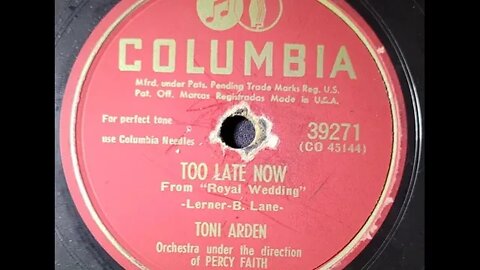 COLUMBIA
Mfrd. under Pats. Pending Trade Marks Reg. U.S.
Pat. Off. Marcas Registradas Made in U.S.A.
For perfect tone
use Columbia Needles
39271
(CO 45144)
TOO LATE NOW
From "Royal Wedding"
-Lerner-B. Lane-
TONI ARDEN
Orchestra under the direction
of PERCY FAITH